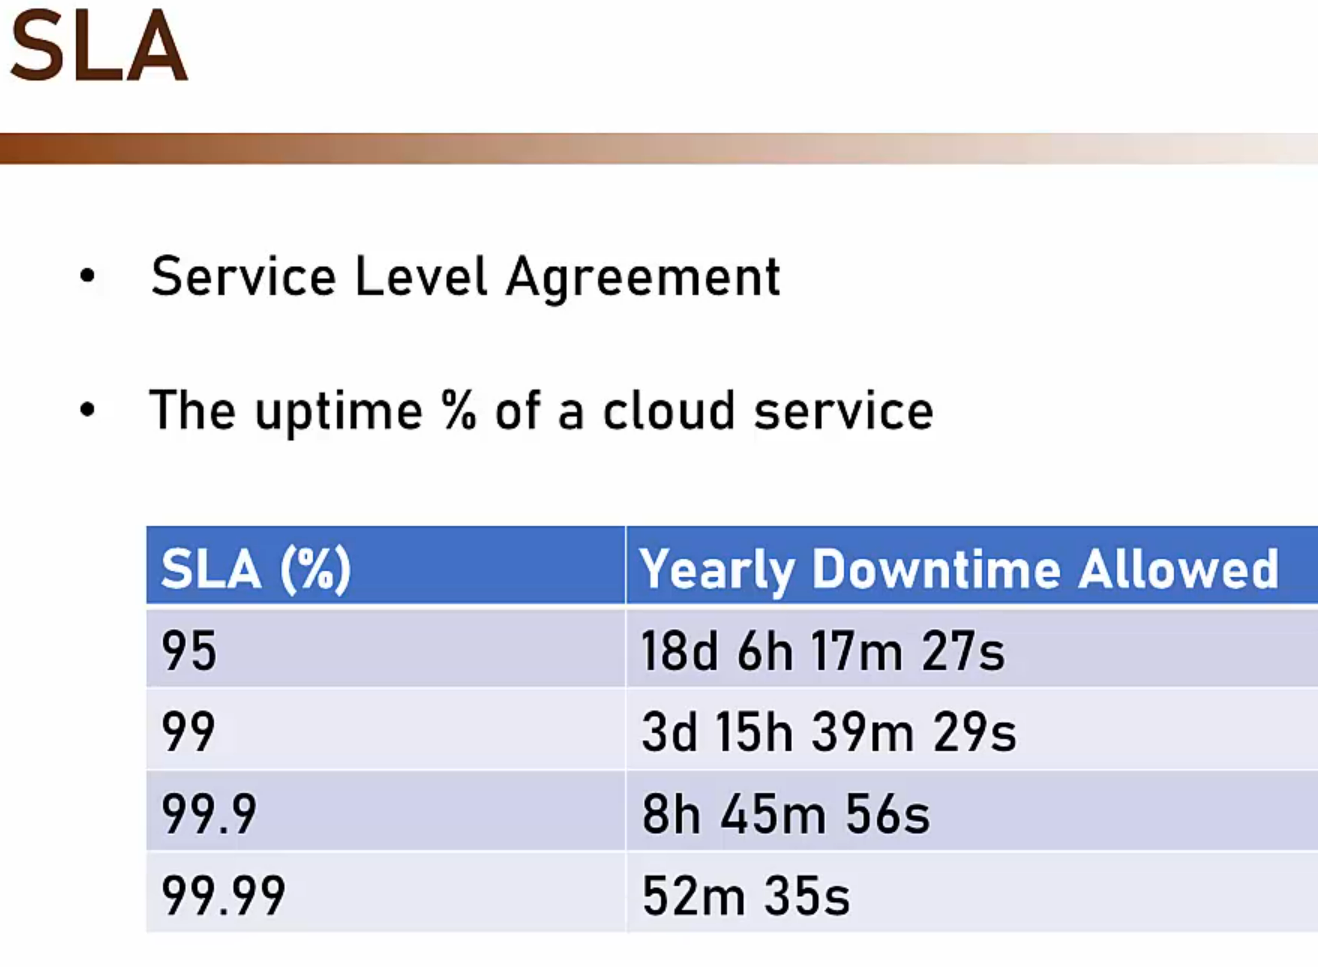 SLA
• Service Level Agreement
• The uptime % of a cloud service
SLA (%) Yearly Downtime Allowed
95 18d 6h 17m 27s
99 3d 15h 39m 29s
99.9 8h 45m 56s
99.99 52m 35s